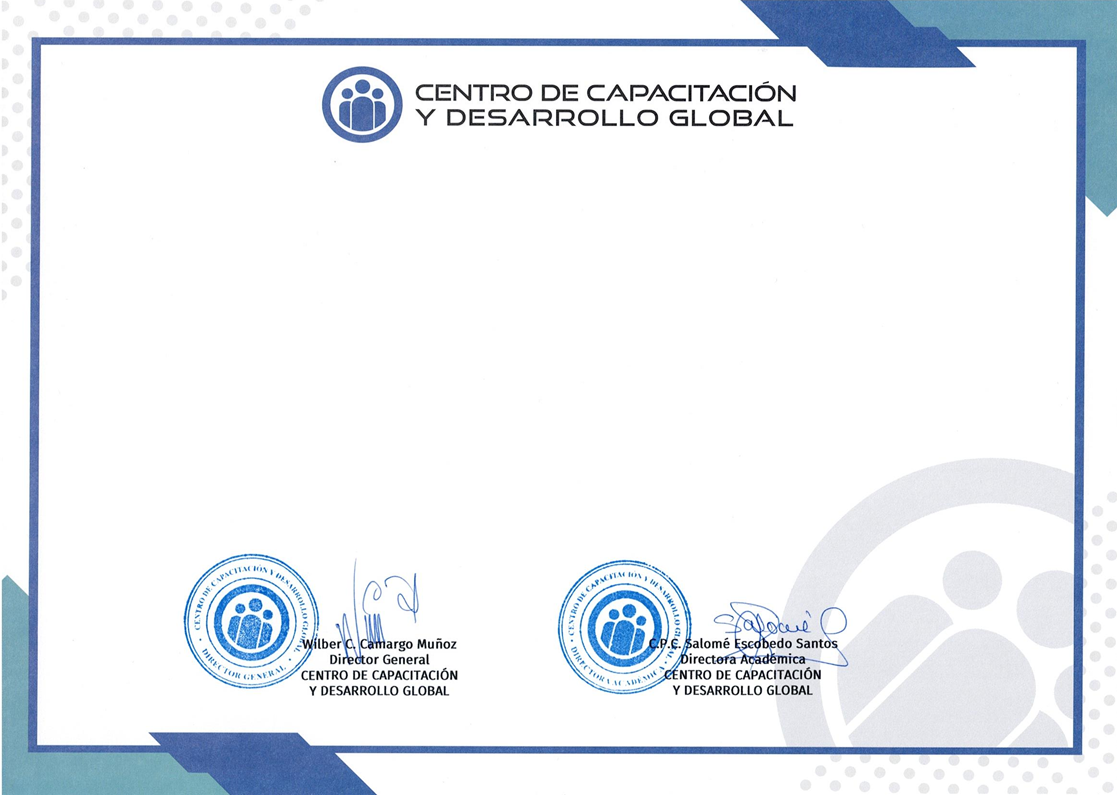 CENTRO DE CAPACITACIÓN
Y DESARROLLO GLOBAL
CENTRO DE CAPACITACIÓN Y DESARROLLO GLOBAL
DIRECTOR GENERAL
Wilber C. Camargo Muñoz
Director General
CENTRO DE CAPACITACIÓN
Y DESARROLLO GLOBAL
CENTRO DE CAPACITACIÓN Y DESARROLLO GLOBAL
DIRECTORA ACADÉMICA
Salomé
C.P.C. Salomé Escobedo Santos
Directora Académica
CENTRO DE CAPACITACIÓN
Y DESARROLLO GLOBAL